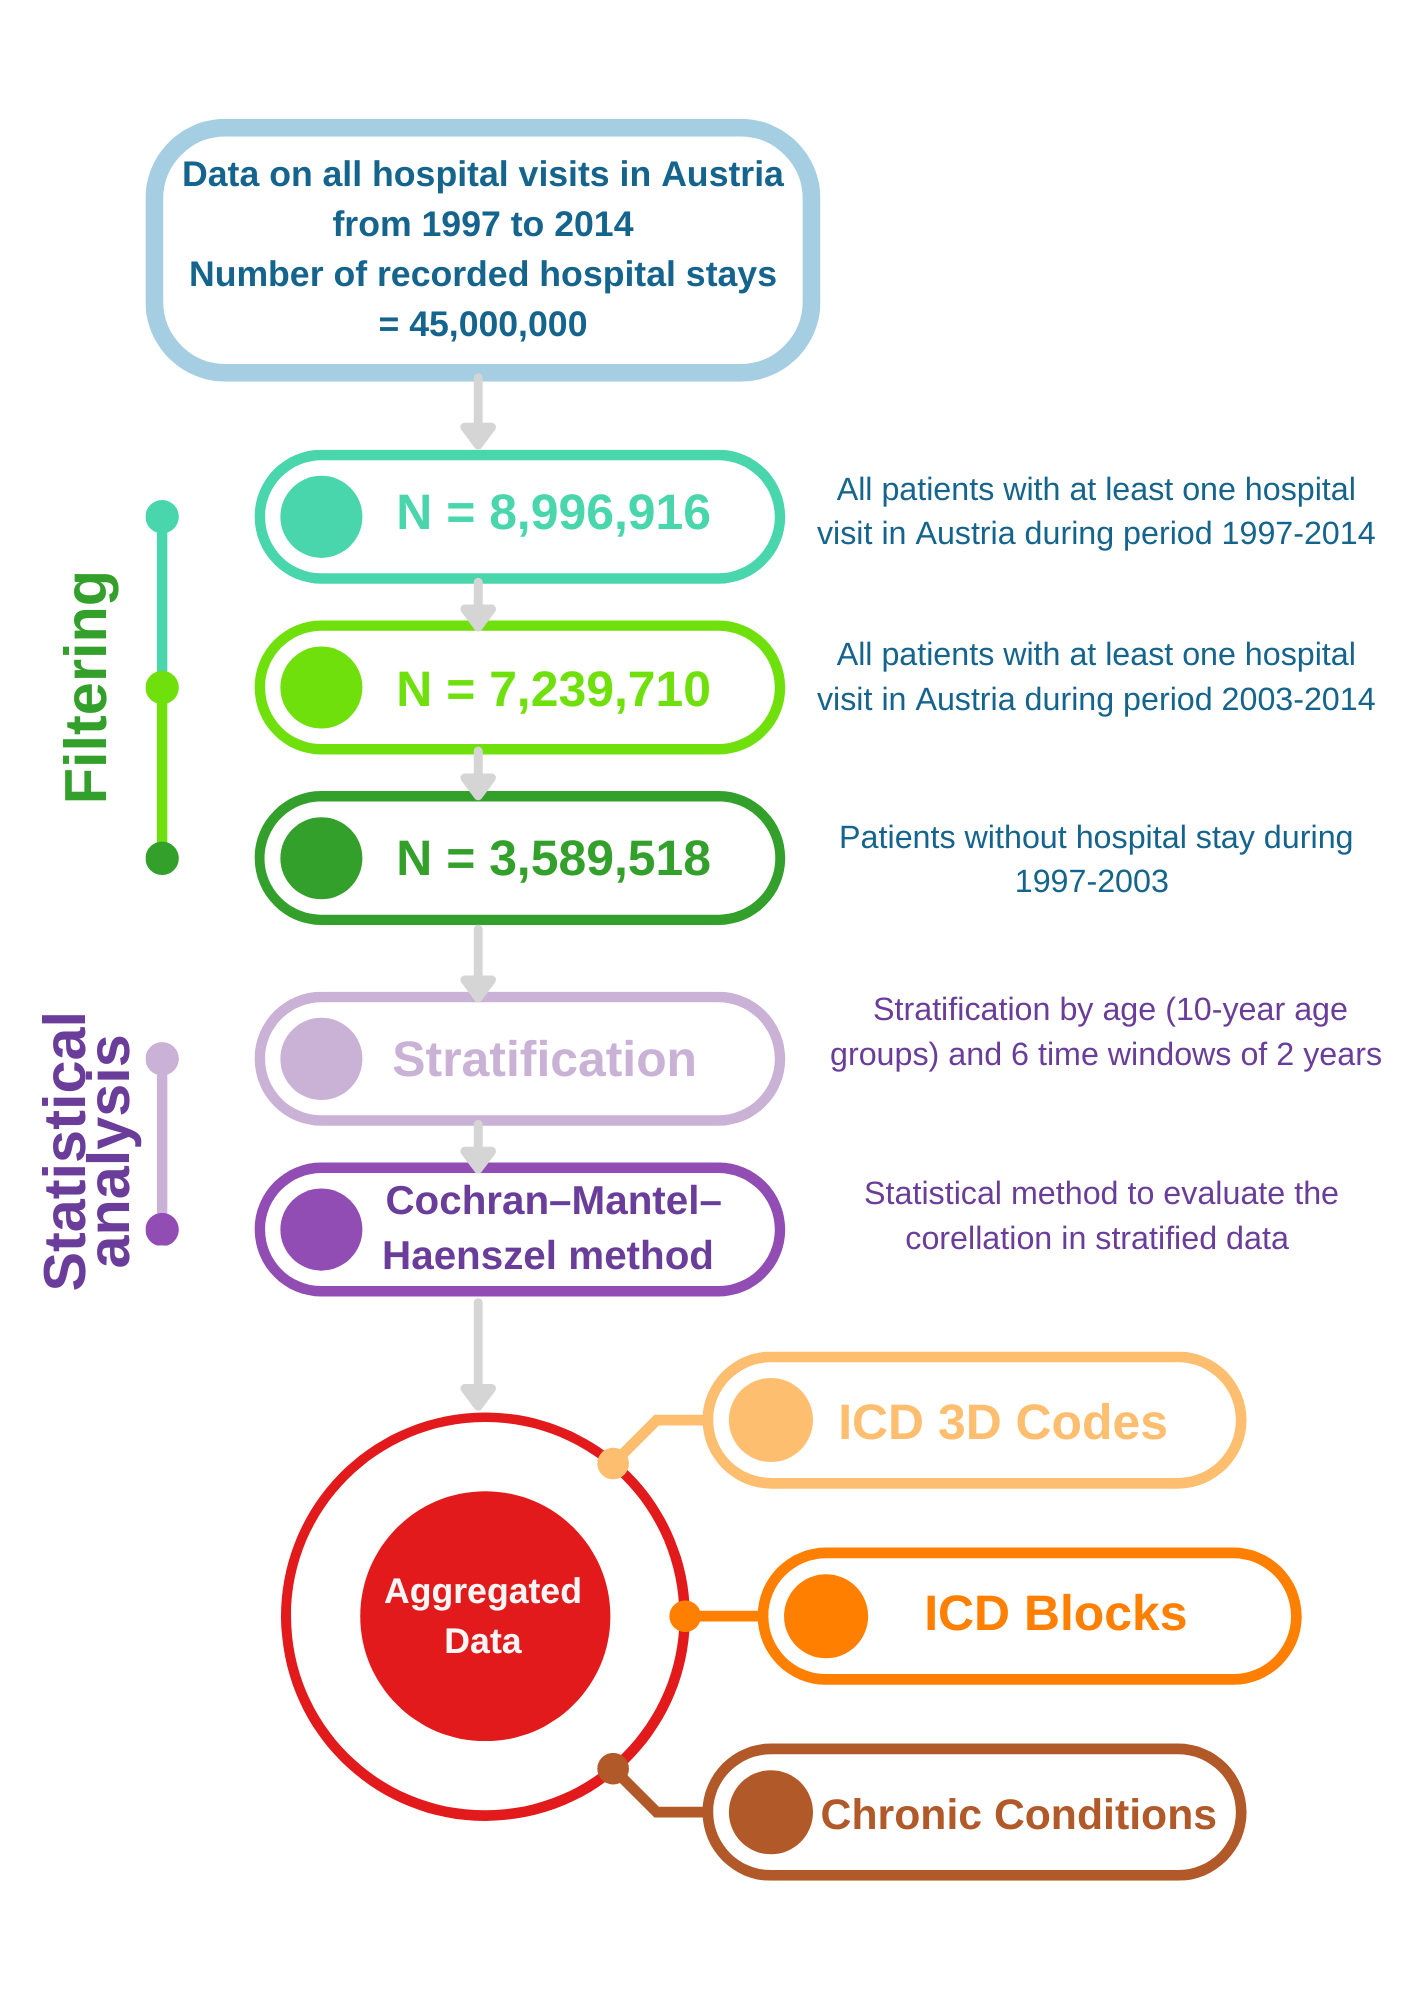 Data on all hospital visits in Austria
from 1997 to 2014
Number of recorded hospital stays
= 45,000,000
Filtering
N = 8,996,916
All patients with at least one hospital
visit in Austria during period 1997-2014
N = 7,239,710
All patients with at least one hospital
visit in Austria during period 2003-2014
N = 3,589,518
Patients without hospital stay during
1997-2003
Statistical
analysis
Stratification
Stratification by age (10-year age
groups) and 6 time windows of 2 years
Cochran–Mantel–
Haenszel method
Statistical method to evaluate the
corellation in stratified data
Aggregated
Data
ICD 3D Codes
ICD Blocks
Chronic Conditions